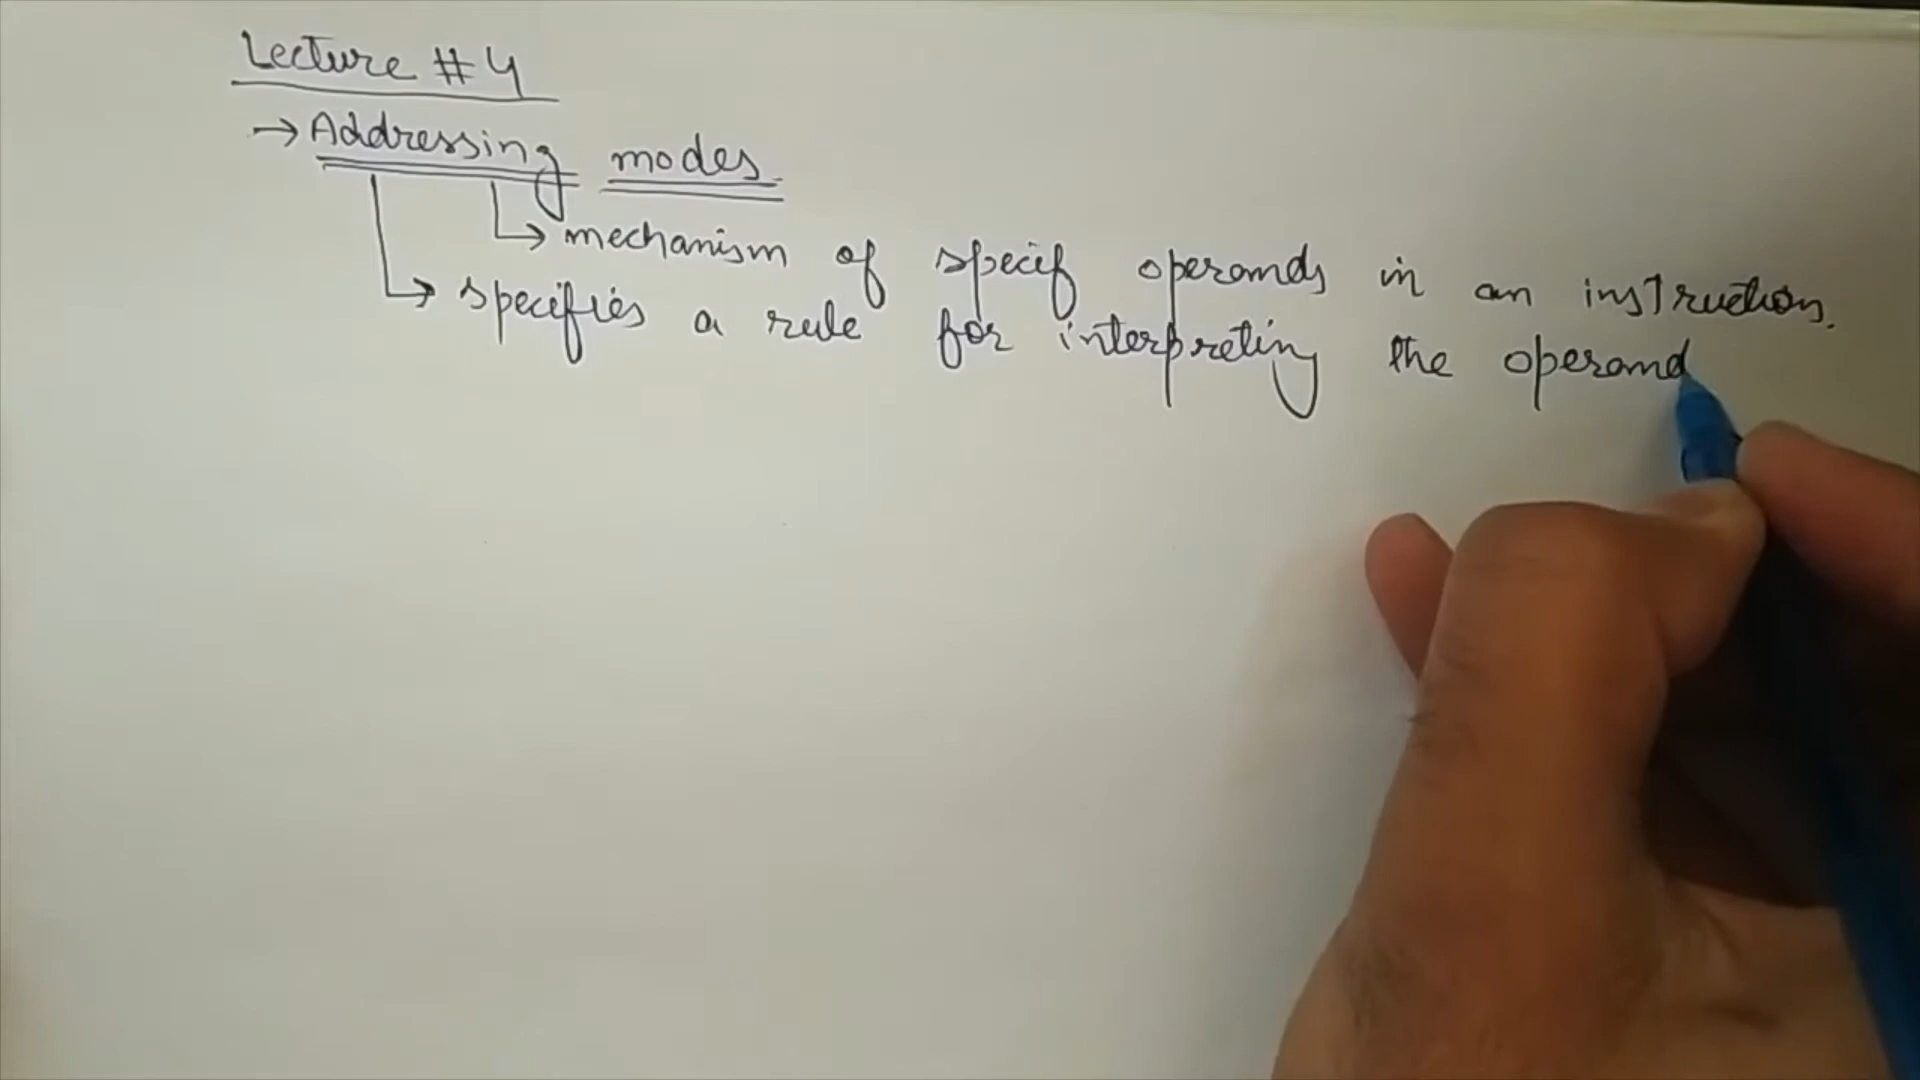 Lecture #4
→ Addressing modes
↳ mechanism of specif operands in an instruction.
↳ specifies a rule for interpreting the operand